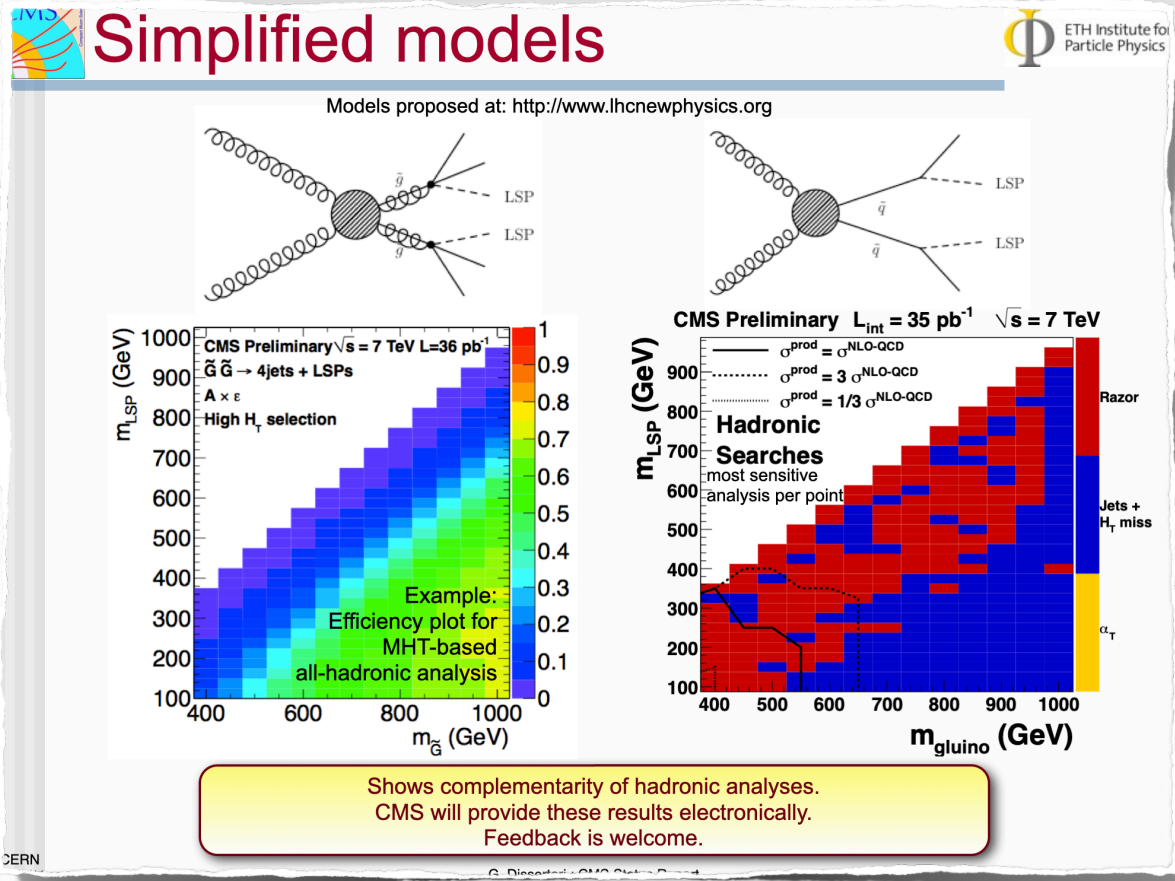 CMS
Simplified models
ETH Institute for
Particle Physics
Models proposed at: http://www.lhcnewphysics.org
g̃
LSP
LSP
g̃
LSP
q̃
q̃
LSP
m_LSP (GeV)
1000
900
800
700
600
500
400
300
200
100
CMS Preliminary √s = 7 TeV L=36 pb⁻¹
G̃ G̃ → 4jets + LSPs
A × ε
High H_T selection
Example:
Efficiency plot for
MHT-based
all-hadronic analysis
400 600 800 1000
m_G̃ (GeV)
1
0.9
0.8
0.7
0.6
0.5
0.4
0.3
0.2
0.1
0
CMS Preliminary L_int = 35 pb⁻¹ √s = 7 TeV
m_LSP (GeV)
900
800
700
600
500
400
300
200
100
σ^prod = σ^NLO-QCD
σ^prod = 3 σ^NLO-QCD
σ^prod = 1/3 σ^NLO-QCD
Hadronic
Searches
most sensitive
analysis per point
400 500 600 700 800 900 1000
m_gluino (GeV)
Razor
Jets +
H_T miss
α_T
Shows complementarity of hadronic analyses.
CMS will provide these results electronically.
Feedback is welcome.
CERN